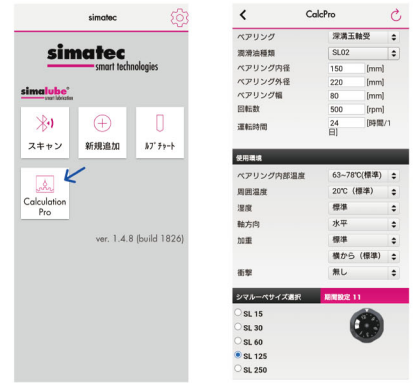 simatec
simatec
smart technologies
simalube®
smart lubrication
スキャン
新規追加
ﾙﾌﾞﾁｬｰﾄ
Calculation
Pro
ver. 1.4.8 (build 1826)
CalcPro
ベアリング 深溝玉軸受
潤滑油種類 SL02
ベアリング内径 150 [mm]
ベアリング外径 220 [mm]
ベアリング幅 80 [mm]
回転数 500 [rpm]
運転時間 24 [時間/1
日]
使用環境
ベアリング内部温度 63~78℃(標準)
周囲温度 20℃（標準）
湿度 標準
軸方向 水平
加重 標準
横から（標準）
衝撃 無し
シマルーベサイズ選択 期間設定 11
SL 15
SL 30
SL 60
SL 125
SL 250